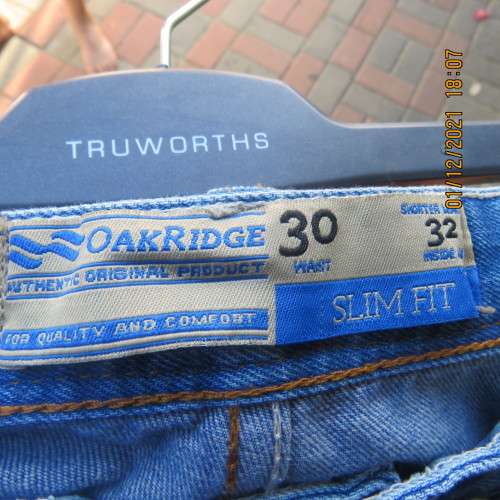 TRUWORTHS
OAKRIDGE
AUTHENTIC ORIGINAL PRODUCT
FOR QUALITY AND COMFORT
30
WAIST
SHORTER
32
INSIDE
SLIM FIT
01/12/2021 18:07